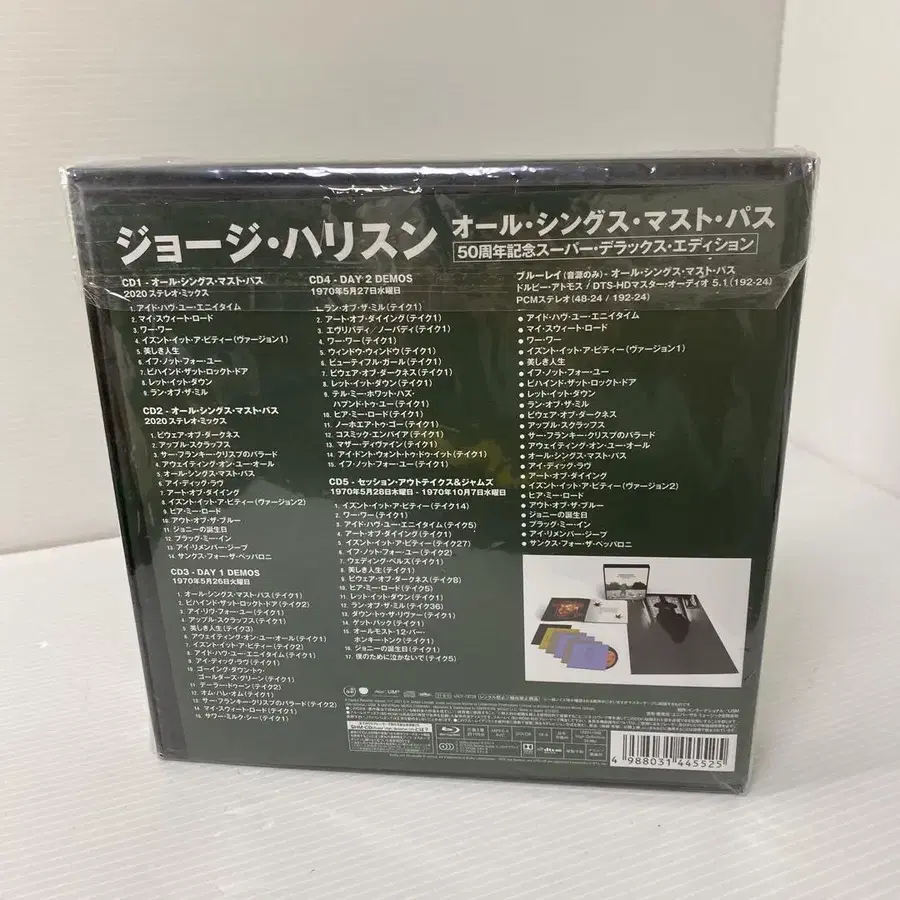 ジョージ・ハリスン
オール・シングス・マスト・パス
50周年記念スーパー・デラックス・エディション
CD1 - オール・シングス・マスト・パス
2020ステレオ・ミックス
1. アイド・ハヴ・ユー・エニイタイム
2. マイ・スウィート・ロード
3. ワー・ワー
4. イズント・イット・ア・ピティー(ヴァージョン1)
5. 美しき人生
6. イフ・ノット・フォー・ユー
7. ビハインド・ザット・ロックト・ドア
8. レット・イット・ダウン
9. ラン・オブ・ザ・ミル
CD2 - オール・シングス・マスト・パス
2020ステレオ・ミックス
1. ビウェア・オブ・ダークネス
2. アップル・スクラッフス
3. サー・フランキー・クリスプのバラード
4. アウェイティング・オン・ユー・オール
5. オール・シングス・マスト・パス
6. アイ・ディッグ・ラヴ
7. アート・オブ・ダイイング
8. イズント・イット・ア・ピティー(ヴァージョン2)
9. ヒア・ミー・ロード
10. アウト・オブ・ザ・ブルー
11. ジョニーの誕生日
12. プラッグ・ミー・イン
13. アイ・リメンバー・ジープ
14. サンクス・フォー・ザ・ペッパロニ
CD3 - DAY 1 DEMOS
1970年5月26日火曜日
1. オール・シングス・マスト・パス(テイク1)
2. ビハインド・ザット・ロックト・ドア(テイク2)
3. アイ・リヴ・フォー・ユー(テイク1)
4. アップル・スクラッフス(テイク1)
5. 美しき人生(テイク3)
6. アウェイティング・オン・ユー・オール(テイク1)
7. イズント・イット・ア・ピティー(テイク2)
8. アイド・ハヴ・ユー・エニイタイム(テイク1)
9. アイ・ディッグ・ラヴ(テイク1)
10. ゴーイング・ダウン・トゥ・
ゴールダーズ・グリーン(テイク1)
11. デーラ・ドゥーン(テイク2)
12. オム・ハレ・オム(テイク1)
13. サー・フランキー・クリスプのバラード(テイク2)
14. マイ・スウィート・ロード(テイク1)
15. サワー・ミルク・シー(テイク1)
CD4 - DAY 2 DEMOS
1970年5月27日水曜日
1. ラン・オブ・ザ・ミル(テイク1)
2. アート・オブ・ダイイング(テイク1)
3. エヴリバディ/ノーバディ(テイク1)
4. ワー・ワー(テイク1)
5. ウィンドウ・ウィンドウ(テイク1)
6. ビューティフル・ガール(テイク1)
7. ビウェア・オブ・ダークネス(テイク1)
8. レット・イット・ダウン(テイク1)
9. テル・ミー・ホワット・ハズ・
ハプンド・トゥ・ユー(テイク1)
10. ヒア・ミー・ロード(テイク1)
11. ノーホエア・トゥ・ゴー(テイク1)
12. コスミック・エンパイア(テイク1)
13. マザー・ディヴァイン(テイク1)
14. アイ・ドント・ウォント・トゥ・ドゥ・イット(テイク1)
15. イフ・ノット・フォー・ユー(テイク1)
CD5 - セッション・アウトテイクス&ジャムズ
1970年5月28日木曜日 - 1970年10月7日水曜日
1. イズント・イット・ア・ピティー(テイク14)
2. ワー・ワー(テイク1)
3. アイド・ハヴ・ユー・エニイタイム(テイク5)
4. アート・オブ・ダイイング(テイク1)
5. イズント・イット・ア・ピティー(テイク27)
6. イフ・ノット・フォー・ユー(テイク2)
7. ウェディング・ベルズ(テイク1)
8. 美しき人生(テイク1)
9. ビウェア・オブ・ダークネス(テイク8)
10. ヒア・ミー・ロード(テイク5)
11. レット・イット・ダウン(テイク1)
12. ラン・オブ・ザ・ミル(テイク36)
13. ダウン・トゥ・ザ・リヴァー(テイク1)
14. ゲット・バック(テイク1)
15. オールモスト・12・バー・
ホンキー・トンク(テイク1)
16. ジョニーの誕生日(テイク1)
17. 僕のために泣かないで(テイク5)
ブルーレイ(音源のみ) - オール・シングス・マスト・パス
ドルビー・アトモス / DTS-HDマスター・オーディオ 5.1(192-24)
PCMステレオ(48-24 / 192-24)
● アイド・ハヴ・ユー・エニイタイム
● マイ・スウィート・ロード
● ワー・ワー
● イズント・イット・ア・ピティー(ヴァージョン1)
● 美しき人生
● イフ・ノット・フォー・ユー
● ビハインド・ザット・ロックト・ドア
● レット・イット・ダウン
● ラン・オブ・ザ・ミル
● ビウェア・オブ・ダークネス
● アップル・スクラッフス
● サー・フランキー・クリスプのバラード
● アウェイティング・オン・ユー・オール
● オール・シングス・マスト・パス
● アイ・ディッグ・ラヴ
● アート・オブ・ダイイング
● イズント・イット・ア・ピティー(ヴァージョン2)
● ヒア・ミー・ロード
● アウト・オブ・ザ・ブルー
● ジョニーの誕生日
● プラッグ・ミー・イン
● アイ・リメンバー・ジープ
● サンクス・フォー・ザ・ペッパロニ
4 988031 445525